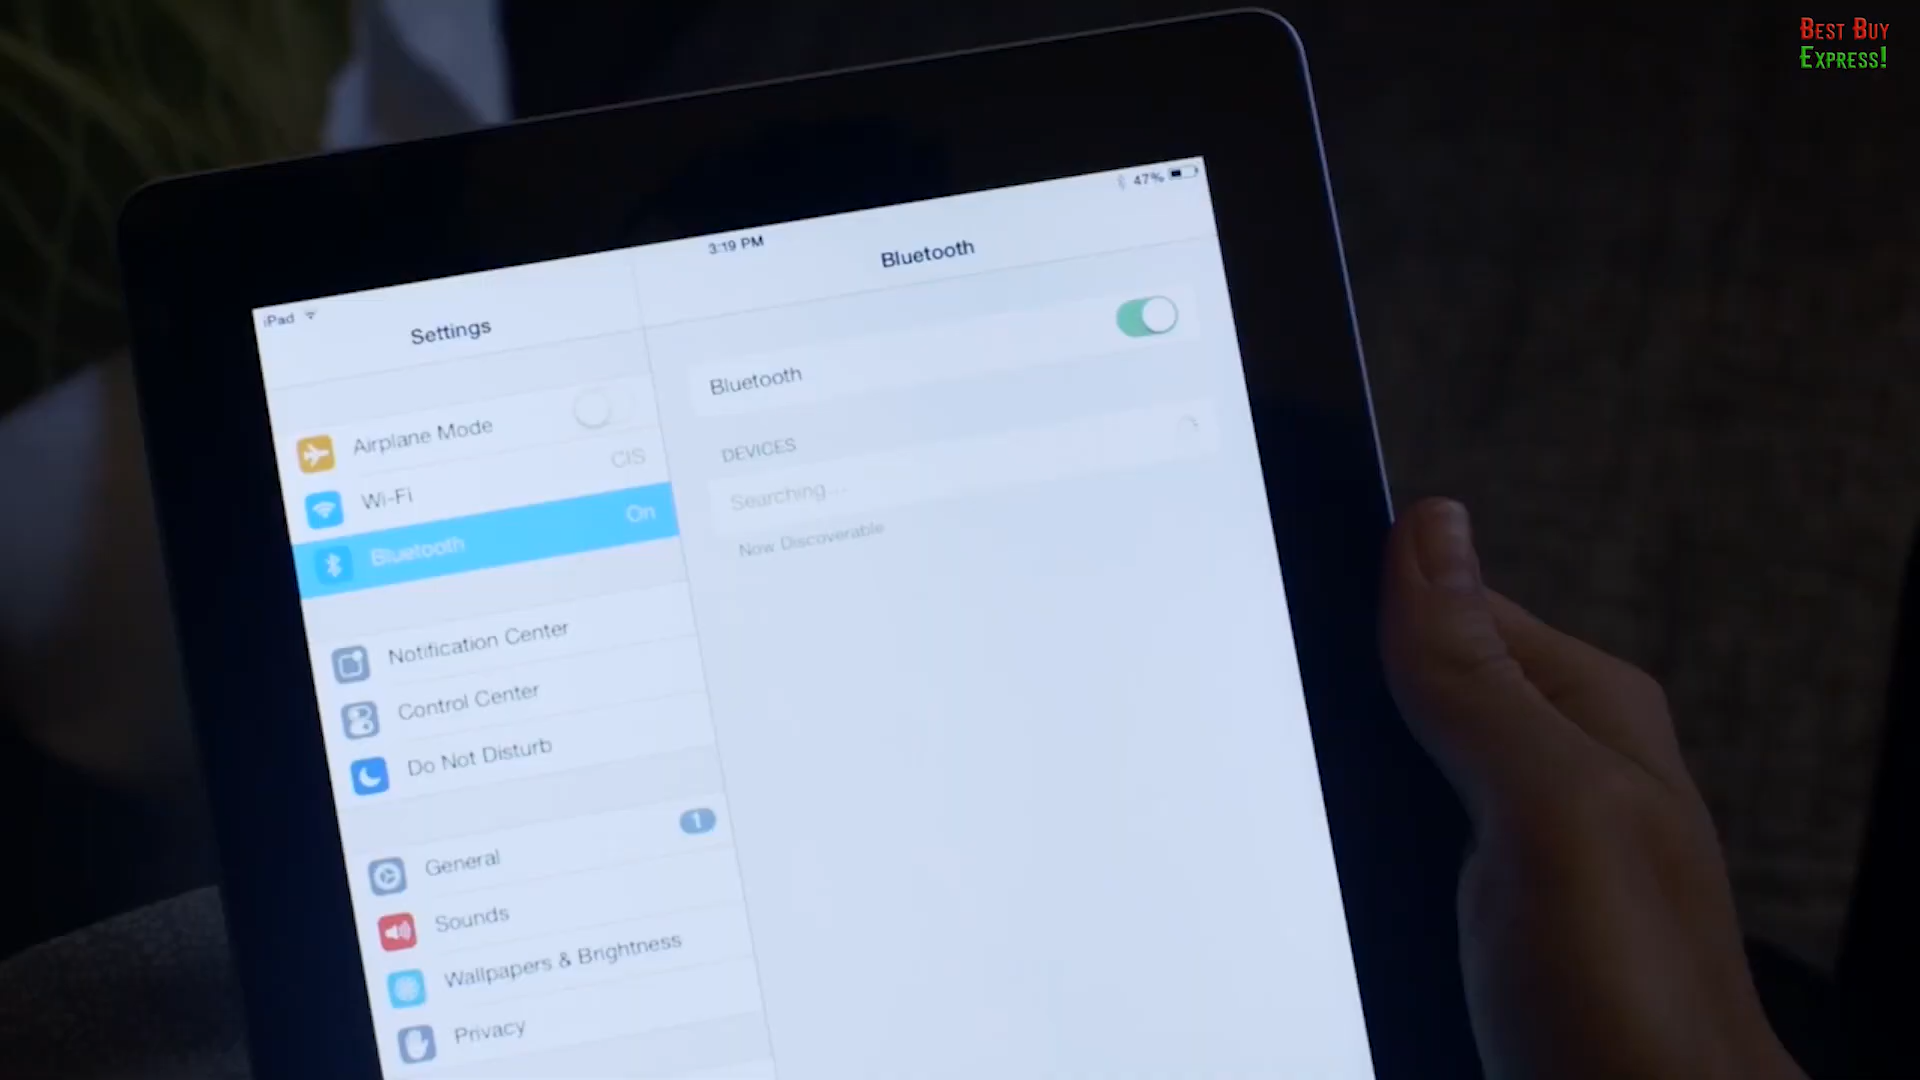 BEST BUY
EXPRESS!
iPad
3:19 PM
47%
Settings
Airplane Mode
Wi-Fi
CIS
Bluetooth
On
Notification Center
Control Center
Do Not Disturb
General
1
Sounds
Wallpapers & Brightness
Privacy
Bluetooth
Bluetooth
DEVICES
Searching...
Now Discoverable